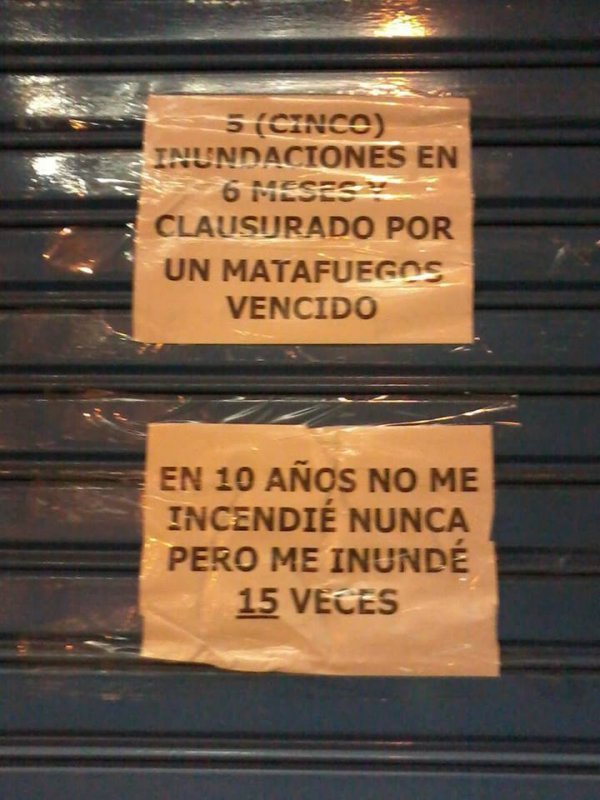 5 (CINCO)
INUNDACIONES EN
6 MESES Y
CLAUSURADO POR
UN MATAFUEGOS
VENCIDO
EN 10 AÑOS NO ME
INCENDIÉ NUNCA
PERO ME INUNDÉ
15 VECES